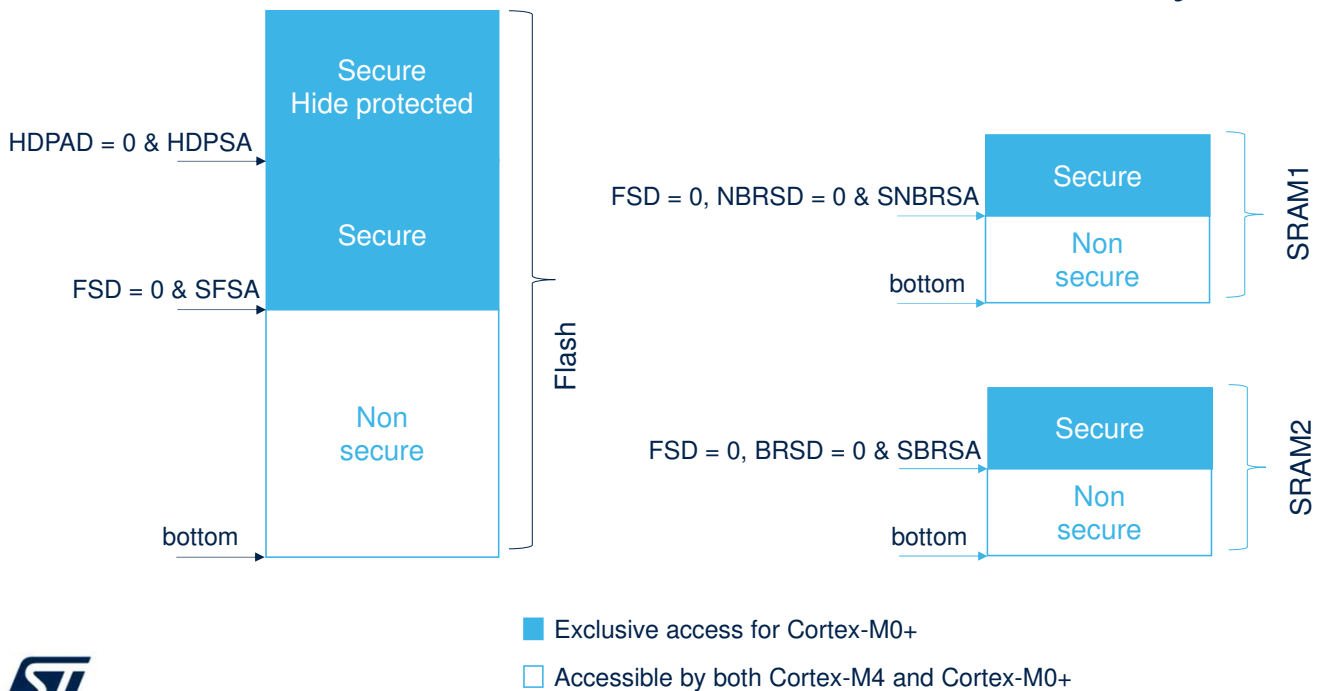 Secure
Hide protected
HDPAD = 0 & HDPSA
Secure
FSD = 0 & SFSA
Non
secure
bottom
Flash
Secure
FSD = 0, NBRSD = 0 & SNBRSA
Non
secure
bottom
SRAM1
Secure
FSD = 0, BRSD = 0 & SBRSA
Non
secure
bottom
SRAM2
Exclusive access for Cortex-M0+
Accessible by both Cortex-M4 and Cortex-M0+
ST